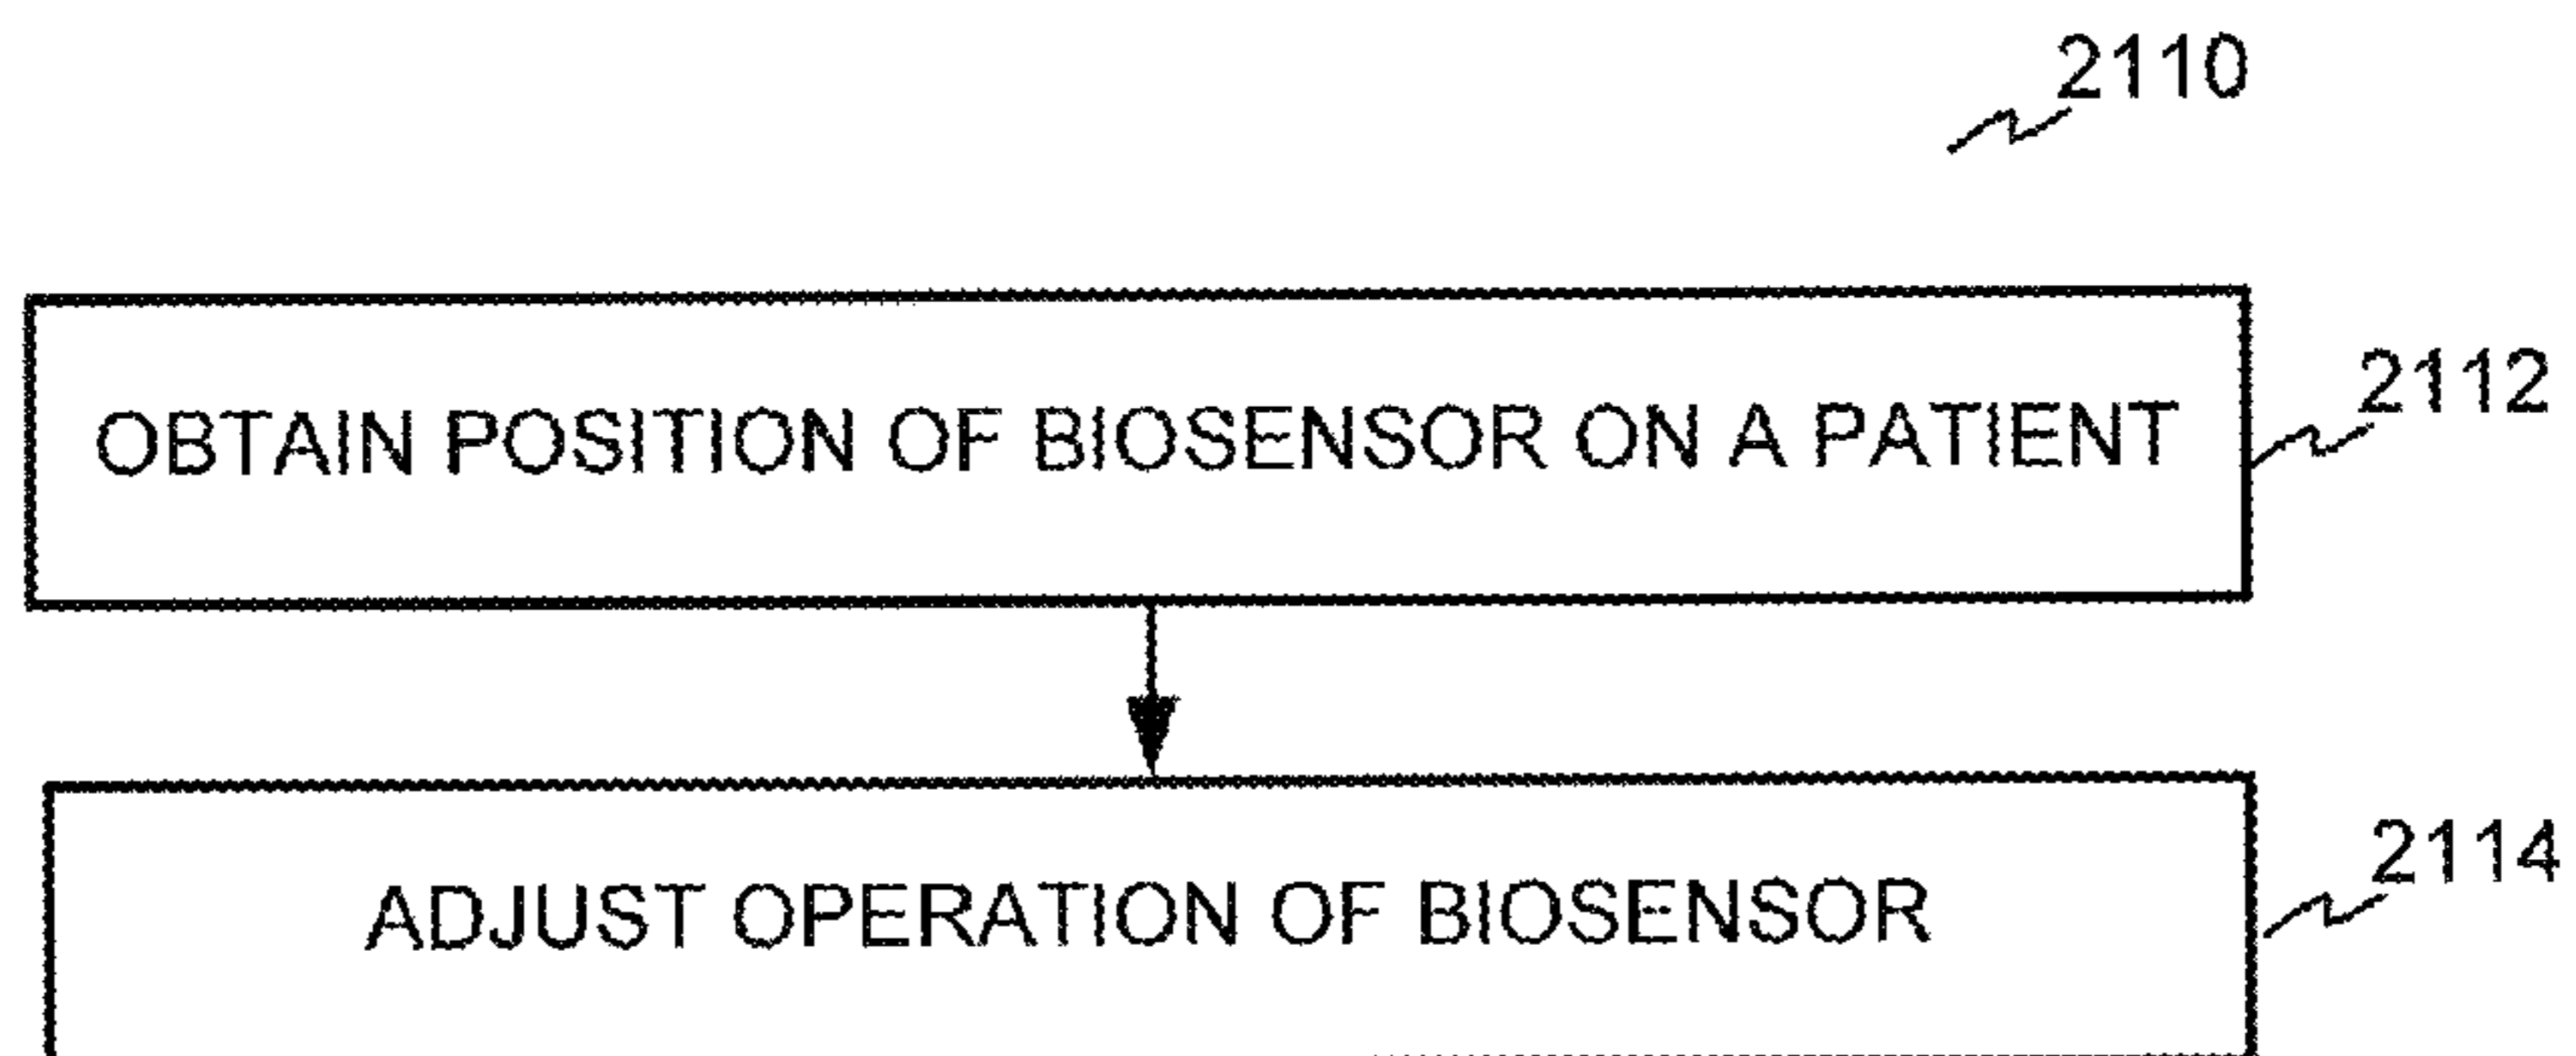 2110
OBTAIN POSITION OF BIOSENSOR ON A PATIENT
2112
ADJUST OPERATION OF BIOSENSOR
2114